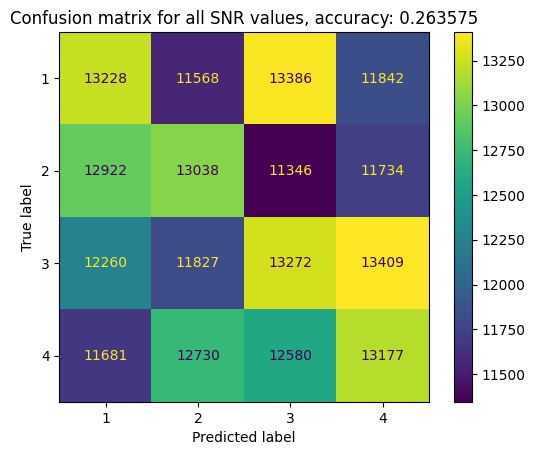 Confusion matrix for all SNR values, accuracy: 0.263575
1 13228 11568 13386 11842
2 12922 13038 11346 11734
3 12260 11827 13272 13409
4 11681 12730 12580 13177
1 2 3 4
Predicted label
True label
13250
13000
12750
12500
12250
12000
11750
11500